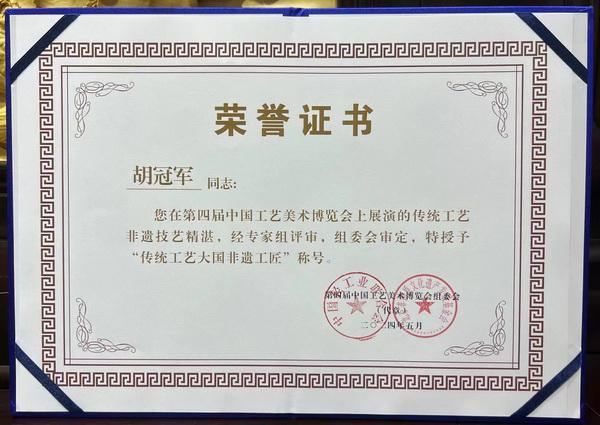 荣誉证书
胡冠军 同志:
您在第四届中国工艺美术博览会上展演的传统工艺
非遗技艺精湛，经专家组评审，组委会审定，特授予
“传统工艺大国非遗工匠”称号。
第四届中国工艺美术博览会组委会
（代章）
二〇二四年五月